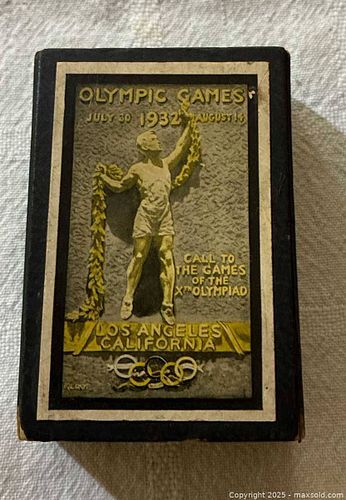 OLYMPIC GAMES
JULY 30 1932 AUGUST 14
CALL TO
THE GAMES
OF THE
XTH OLYMPIAD
LOS ANGELES
CALIFORNIA
Copyright 2025 - maxsold.com